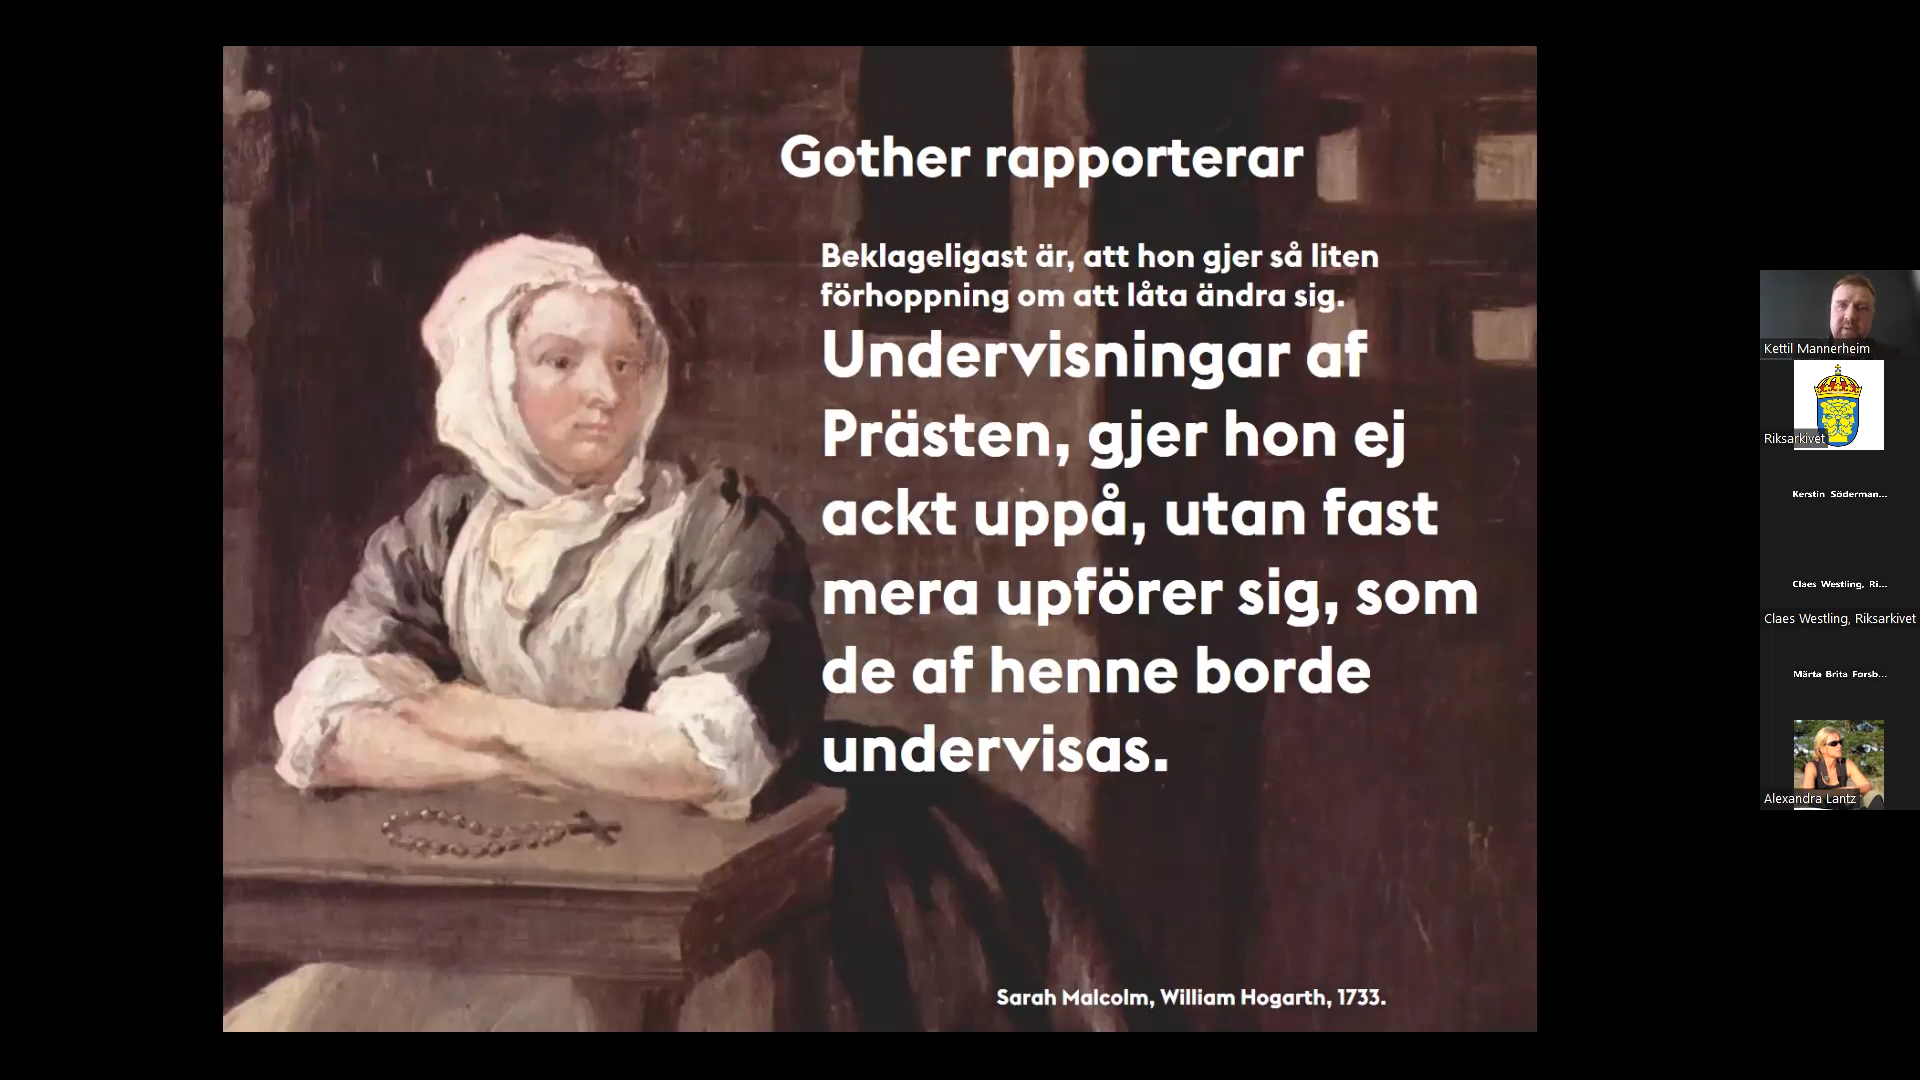 Gother rapporterar
Beklageligast är, att hon gjer så liten
förhoppning om att låta ändra sig.
Undervisningar af
Prästen, gjer hon ej
ackt uppå, utan fast
mera upförer sig, som
de af henne borde
undervisas.
Sarah Malcolm, William Hogarth, 1733.
Kettil Mannerheim
Riksarkivet
Kerstin Söderman...
Claes Westling, Ri...
Claes Westling, Riksarkivet
Märta Brita Forsb...
Alexandra Lantz